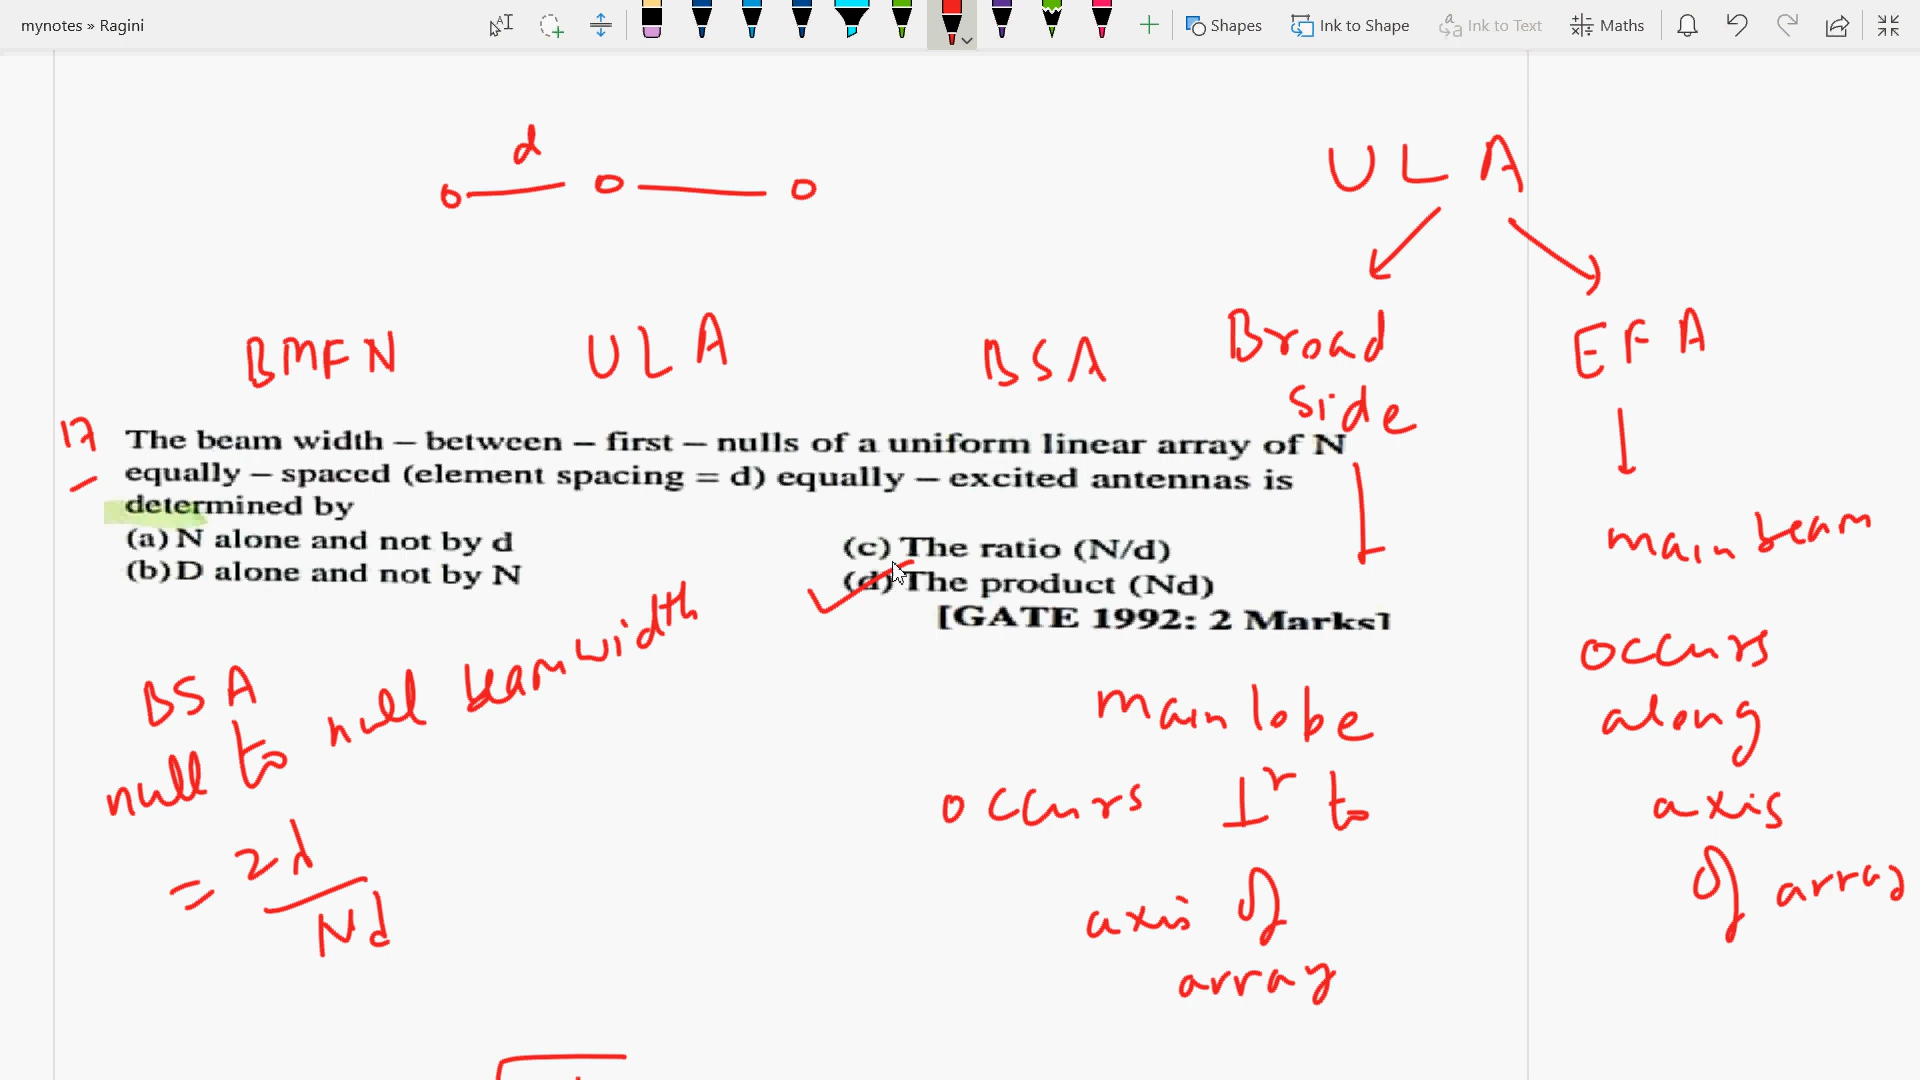 mynotes » Ragini
Shapes
Ink to Shape
Ink to Text
Maths
d
ULA
BMFN ULA BSA
Broad
side
EFA
17
The beam width – between – first – nulls of a uniform linear array of N
equally – spaced (element spacing = d) equally – excited antennas is
determined by
(a) N alone and not by d
(b) D alone and not by N
(c) The ratio (N/d)
(d) The product (Nd)
[GATE 1992: 2 Marks]
BSA
null to null beamwidth
= 2λ
Nd
main lobe
occurs ⊥r to
axis of
array
main beam
occurs
along
axis
of array